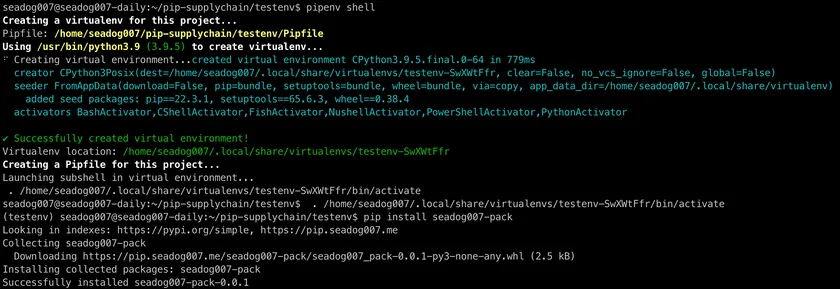 seadog007@seadog007-daily:~/pip-supplychain/testenv$ pipenv shell
Creating a virtualenv for this project...
Pipfile: /home/seadog007/pip-supplychain/testenv/Pipfile
Using /usr/bin/python3.9 (3.9.5) to create virtualenv...
⠋ Creating virtual environment...created virtual environment CPython3.9.5.final.0-64 in 779ms
  creator CPython3Posix(dest=/home/seadog007/.local/share/virtualenvs/testenv-SwXWtFfr, clear=False, no_vcs_ignore=False, global=False)
  seeder FromAppData(download=False, pip=bundle, setuptools=bundle, wheel=bundle, via=copy, app_data_dir=/home/seadog007/.local/share/virtualenv)
    added seed packages: pip==22.3.1, setuptools==65.6.3, wheel==0.38.4
  activators BashActivator,CShellActivator,FishActivator,NushellActivator,PowerShellActivator,PythonActivator
✔ Successfully created virtual environment!
Virtualenv location: /home/seadog007/.local/share/virtualenvs/testenv-SwXWtFfr
Creating a Pipfile for this project...
Launching subshell in virtual environment...
 . /home/seadog007/.local/share/virtualenvs/testenv-SwXWtFfr/bin/activate
seadog007@seadog007-daily:~/pip-supplychain/testenv$  . /home/seadog007/.local/share/virtualenvs/testenv-SwXWtFfr/bin/activate
(testenv) seadog007@seadog007-daily:~/pip-supplychain/testenv$ pip install seadog007-pack
Looking in indexes: https://pypi.org/simple, https://pip.seadog007.me
Collecting seadog007-pack
  Downloading https://pip.seadog007.me/seadog007-pack/seadog007_pack-0.0.1-py3-none-any.whl (2.5 kB)
Installing collected packages: seadog007-pack
Successfully installed seadog007-pack-0.0.1